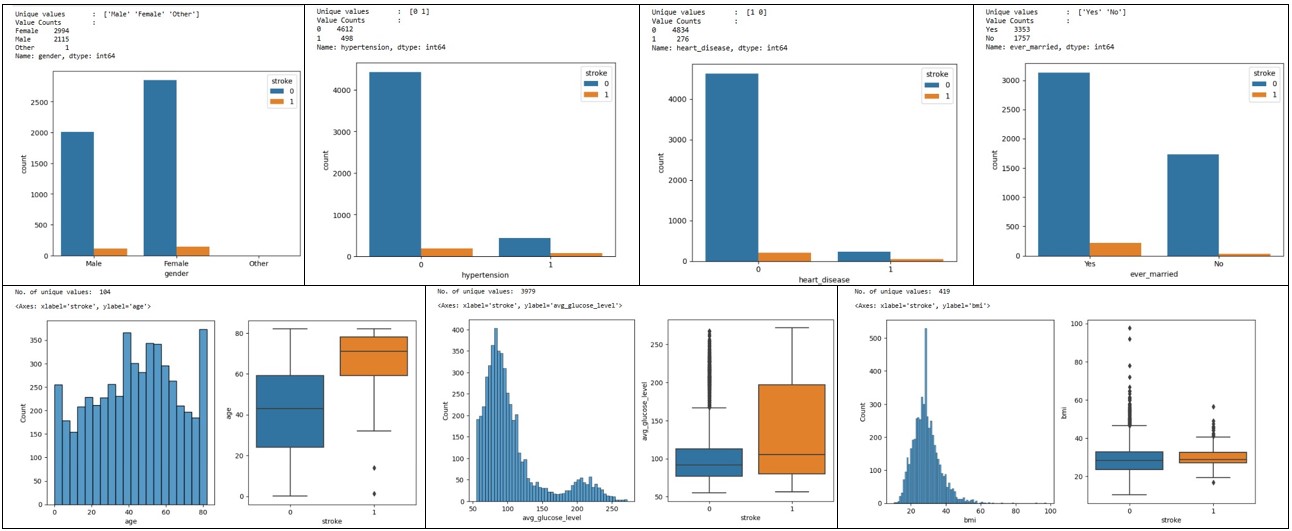 Unique values : ['Male' 'Female' 'Other']
Value Counts :
Female 2994
Male 2115
Other 1
Name: gender, dtype: int64
stroke
0
1
2500
2000
1500
1000
500
0
count
Male Female Other
gender
Unique values : [0 1]
Value Counts :
0 4612
1 498
Name: hypertension, dtype: int64
stroke
0
1
4000
3000
2000
1000
0
count
0 1
hypertension
Unique values : [1 0]
Value Counts :
0 4834
1 276
Name: heart_disease, dtype: int64
stroke
0
1
4000
3000
2000
1000
0
count
0 1
heart_disease
Unique values : ['Yes' 'No']
Value Counts :
Yes 3353
No 1757
Name: ever_married, dtype: int64
stroke
0
1
3000
2500
2000
1500
1000
500
0
count
Yes No
ever_married
No. of unique values: 104
<Axes: xlabel='stroke', ylabel='age'>
350
300
250
200
150
100
50
0
Count
0 20 40 60 80
age
80
60
40
20
0
age
0 1
stroke
No. of unique values: 3979
<Axes: xlabel='stroke', ylabel='avg_glucose_level'>
400
350
300
250
200
150
100
50
0
Count
50 100 150 200 250
avg_glucose_level
250
200
150
100
50
avg_glucose_level
0 1
stroke
No. of unique values: 419
<Axes: xlabel='stroke', ylabel='bmi'>
500
400
300
200
100
0
Count
20 40 60 80 100
bmi
100
80
60
40
20
bmi
0 1
stroke